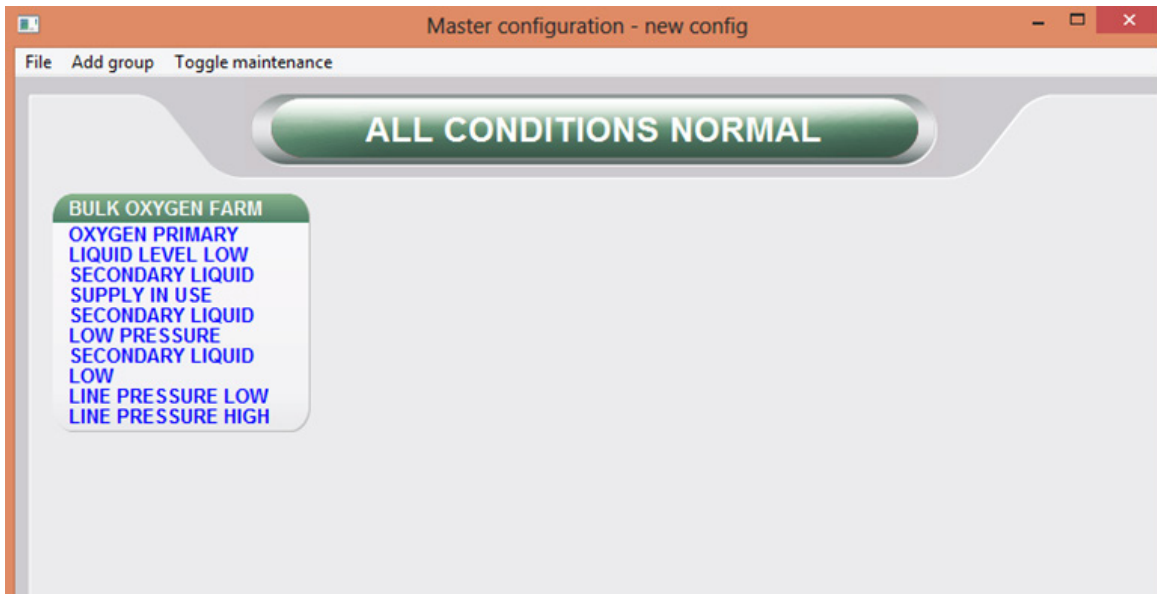 Master configuration - new config
File Add group Toggle maintenance
ALL CONDITIONS NORMAL
BULK OXYGEN FARM
OXYGEN PRIMARY
LIQUID LEVEL LOW
SECONDARY LIQUID
SUPPLY IN USE
SECONDARY LIQUID
LOW PRESSURE
SECONDARY LIQUID
LOW
LINE PRESSURE LOW
LINE PRESSURE HIGH